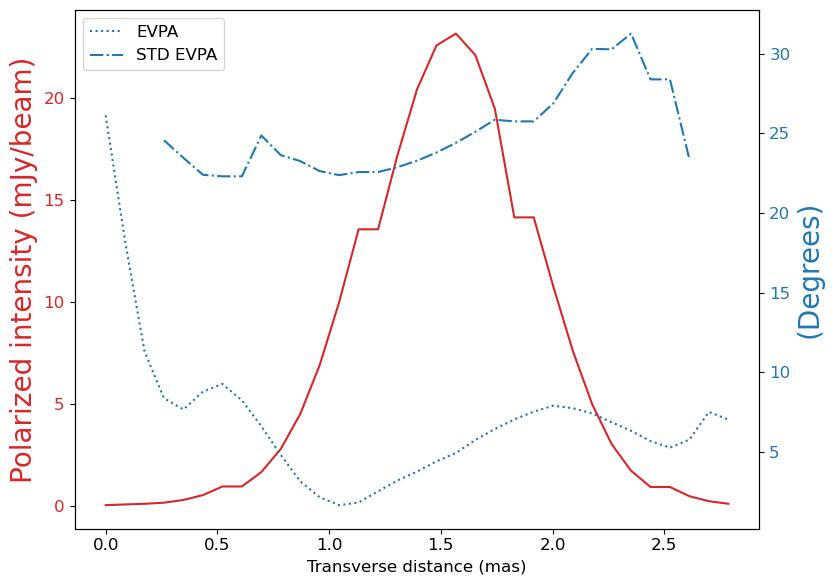 EVPA
STD EVPA
Polarized intensity (mJy/beam)
20
15
10
5
0
30
25
20
15
10
5
(Degrees)
0.0 0.5 1.0 1.5 2.0 2.5
Transverse distance (mas)